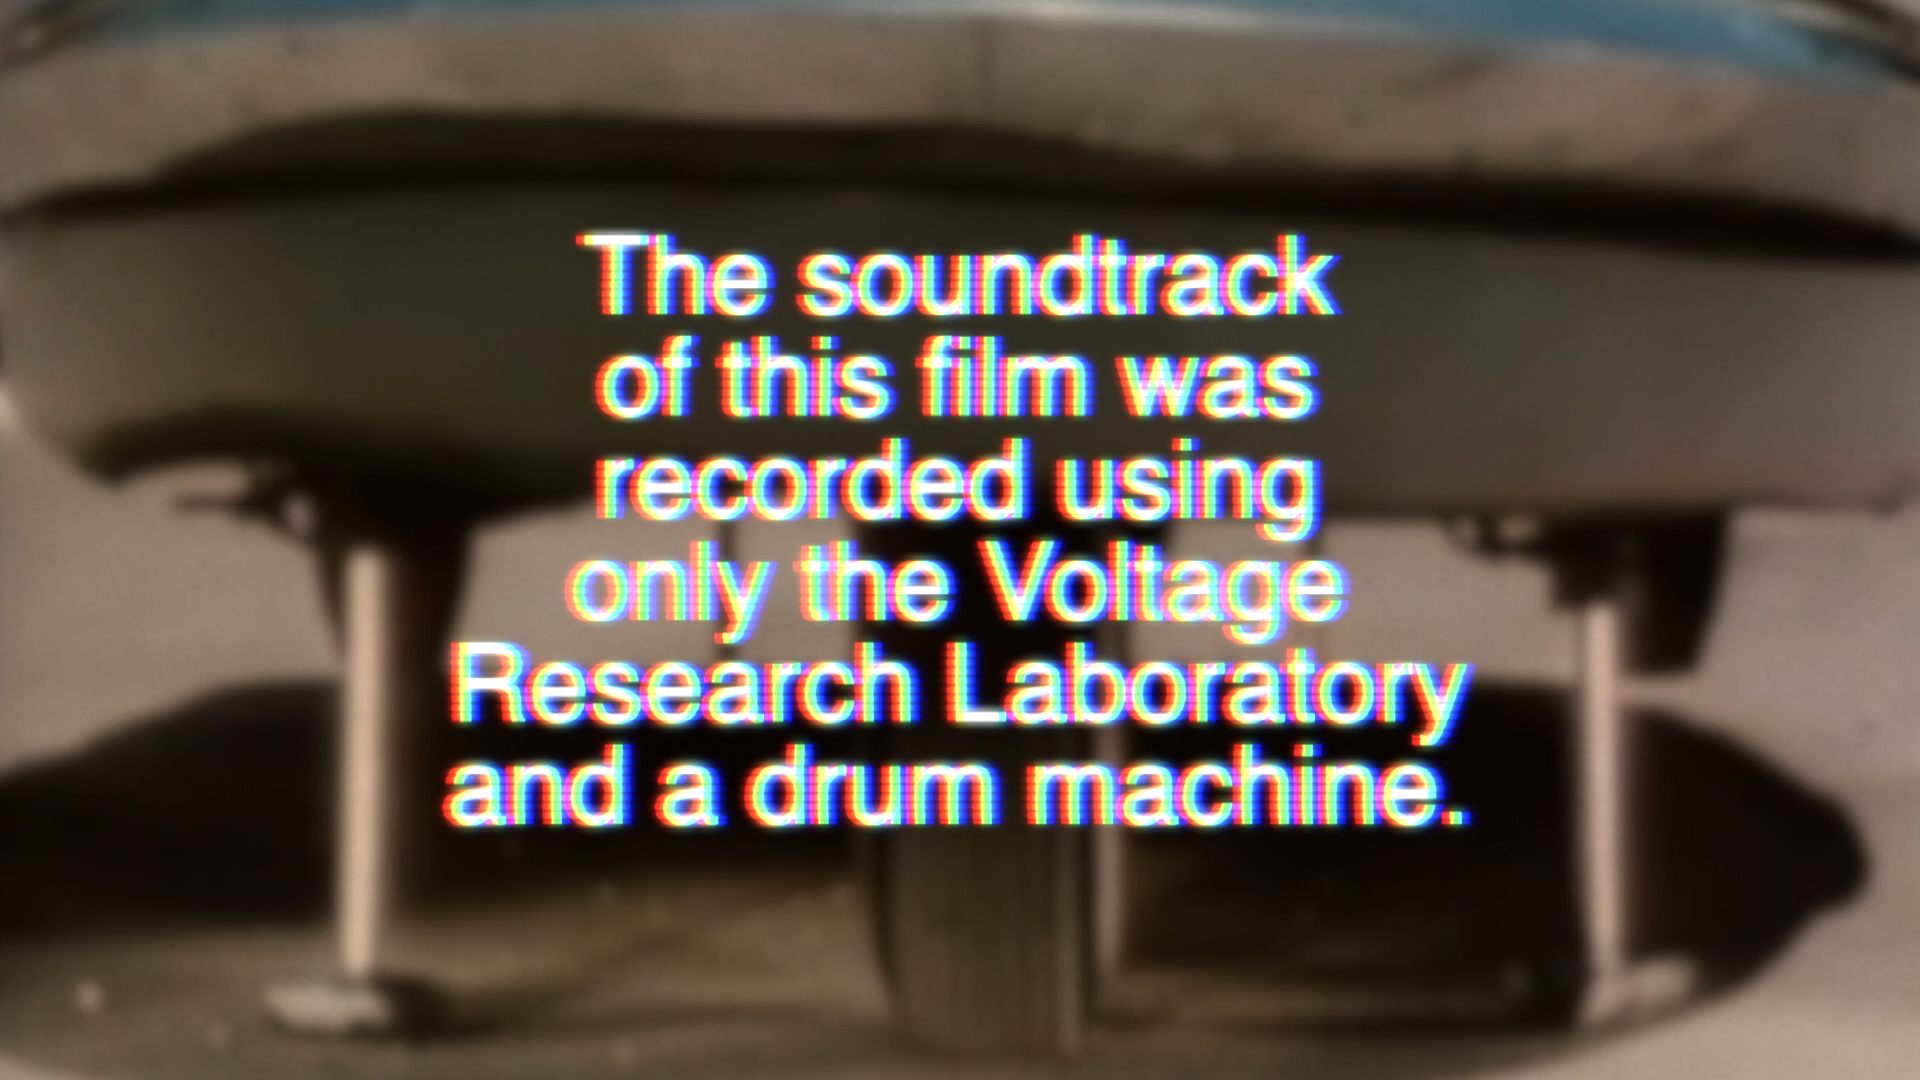 The soundtrack
of this film was
recorded using
only the Voltage
Research Laboratory
and a drum machine.